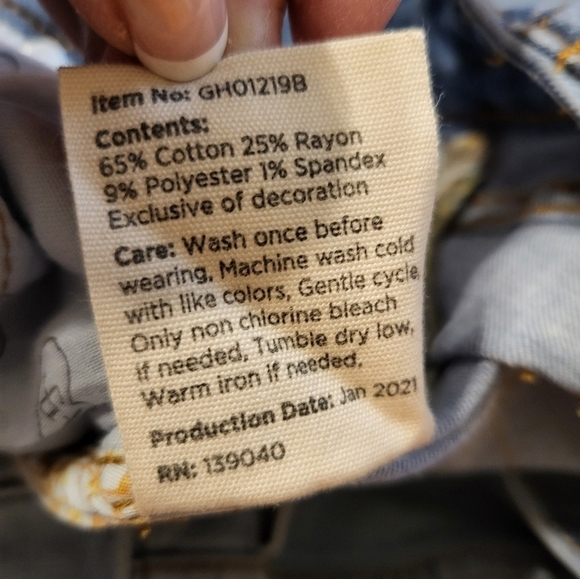 Item No: GH01219B
Contents:
65% Cotton 25% Rayon
9% Polyester 1% Spandex
Exclusive of decoration
Care: Wash once before
wearing, Machine wash cold
with like colors, Gentle cycle,
Only non chlorine bleach
if needed, Tumble dry low,
Warm iron if needed.
Production Date: Jan 2021
RN: 139040